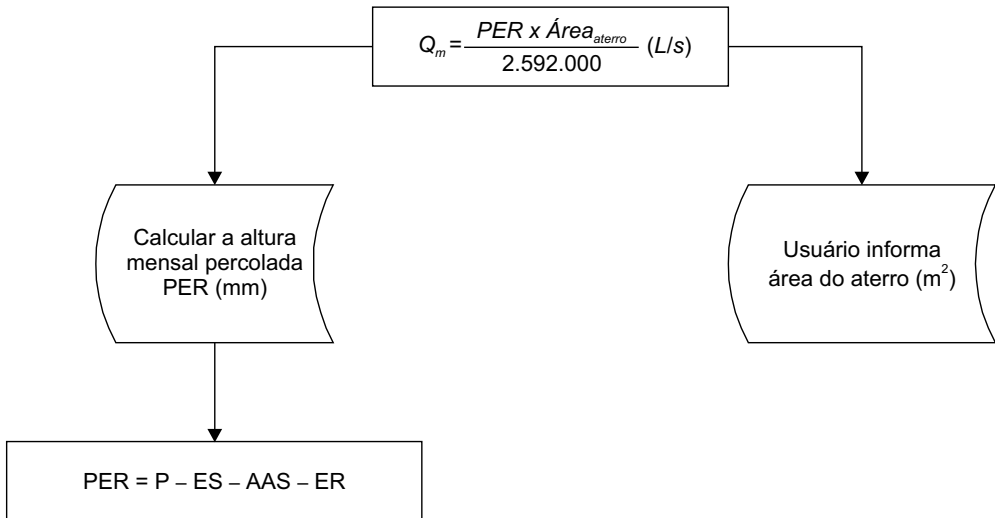 Qm = PER x Áreaaterro / 2.592.000 (L/s)
Calcular a altura
mensal percolada
PER (mm)
Usuário informa
área do aterro (m²)
PER = P – ES – AAS – ER